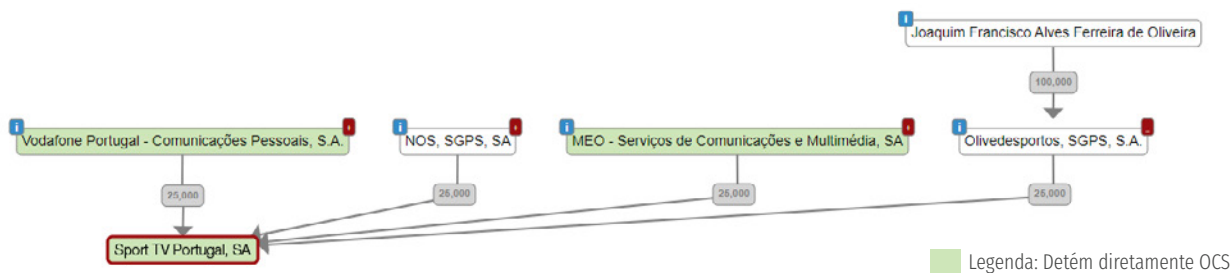 Joaquim Francisco Alves Ferreira de Oliveira
100,000
Vodafone Portugal - Comunicações Pessoais, S.A.
NOS, SGPS, SA
MEO - Serviços de Comunicações e Multimédia, SA
Olivedesportos, SGPS, S.A.
25,000
25,000
25,000
25,000
Sport TV Portugal, SA
Legenda: Detém diretamente OCS